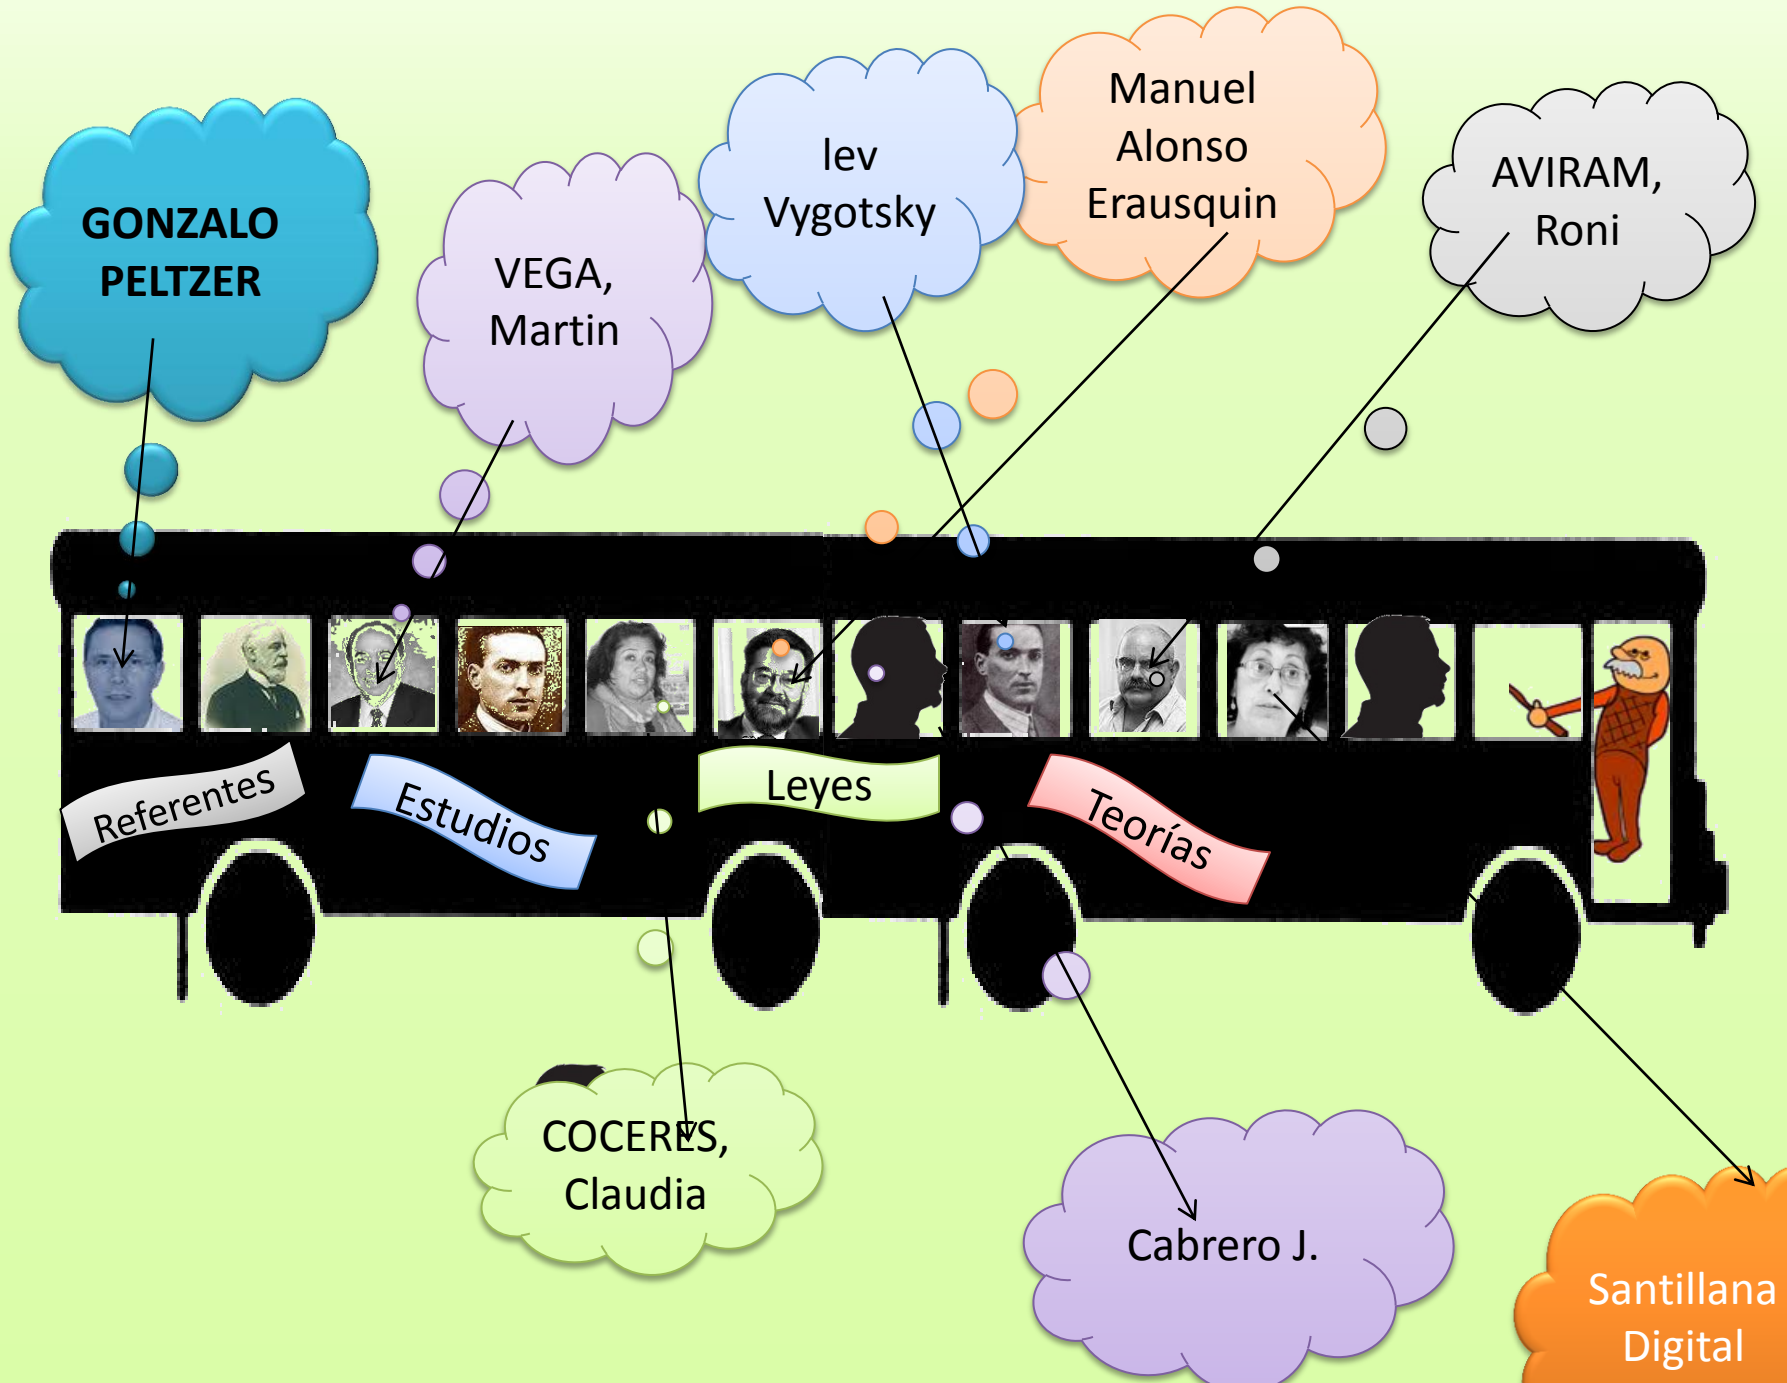 GONZALO
PELTZER
VEGA,
Martin
lev
Vygotsky
Manuel
Alonso
Erausquin
AVIRAM,
Roni
Referentes
Estudios
Leyes
Teorías
COCERES,
Claudia
Cabrero J.
Santillana
Digital